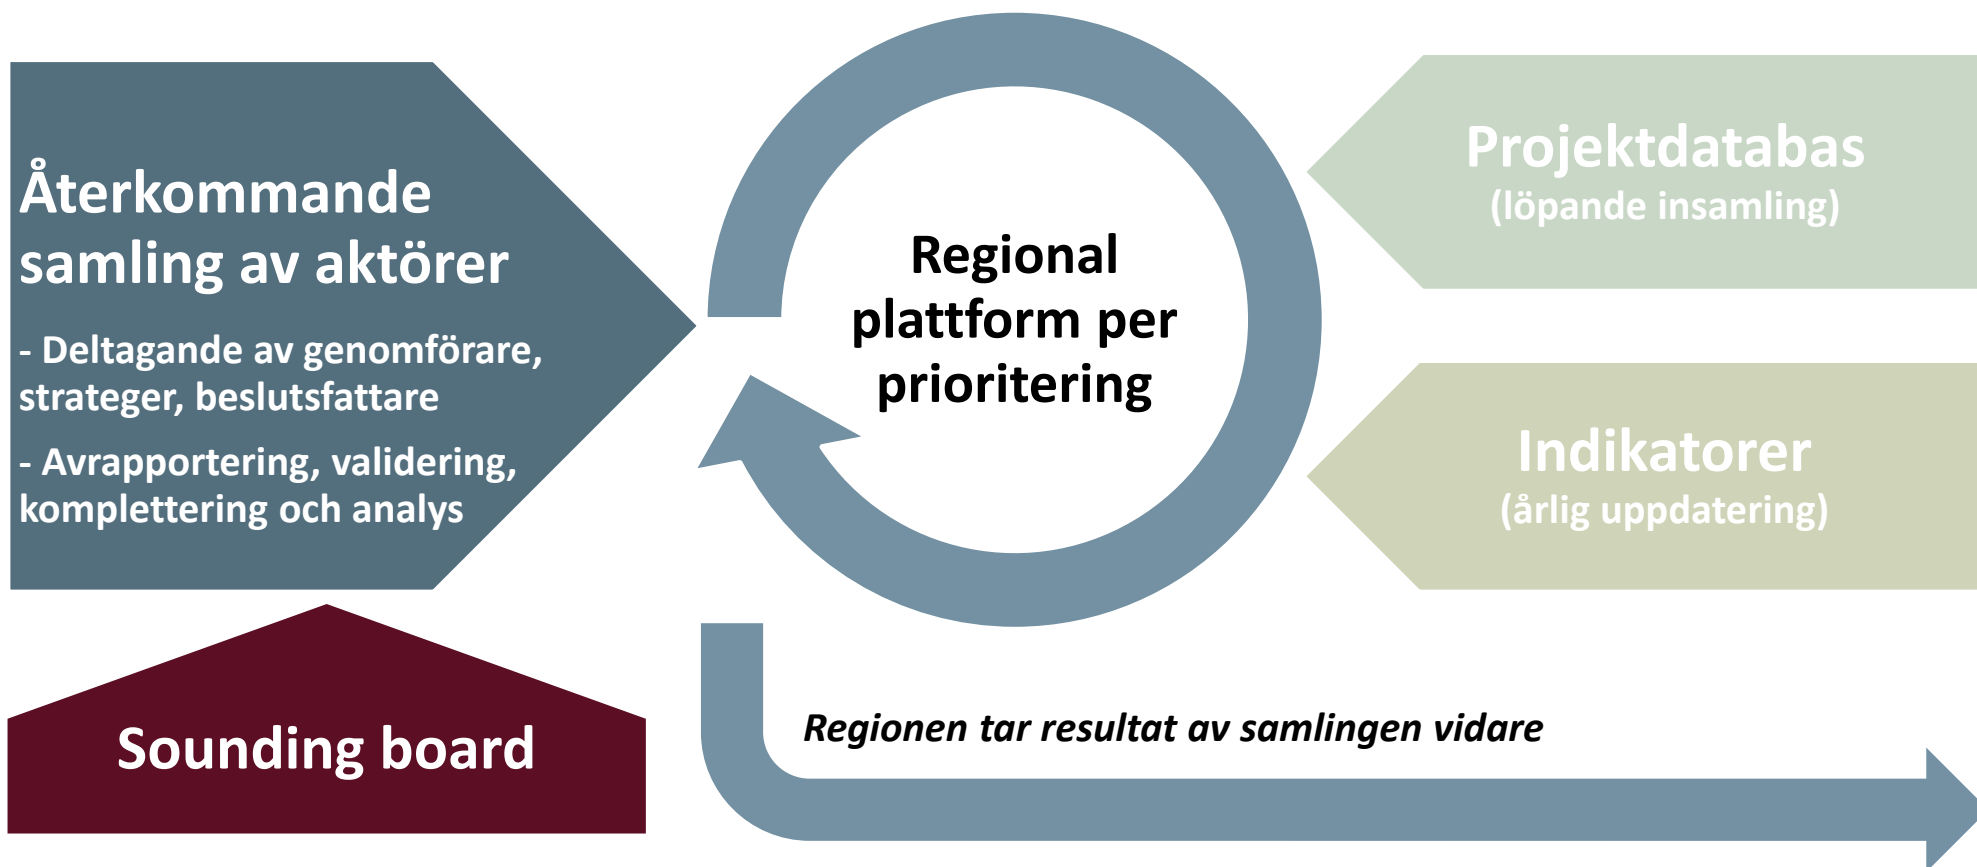 Återkommande
samling av aktörer
- Deltagande av genomförare,
strateger, beslutsfattare
- Avrapportering, validering,
komplettering och analys
Sounding board
Regional
plattform per
prioritering
Projektdatabas
(löpande insamling)
Indikatorer
(årlig uppdatering)
Regionen tar resultat av samlingen vidare